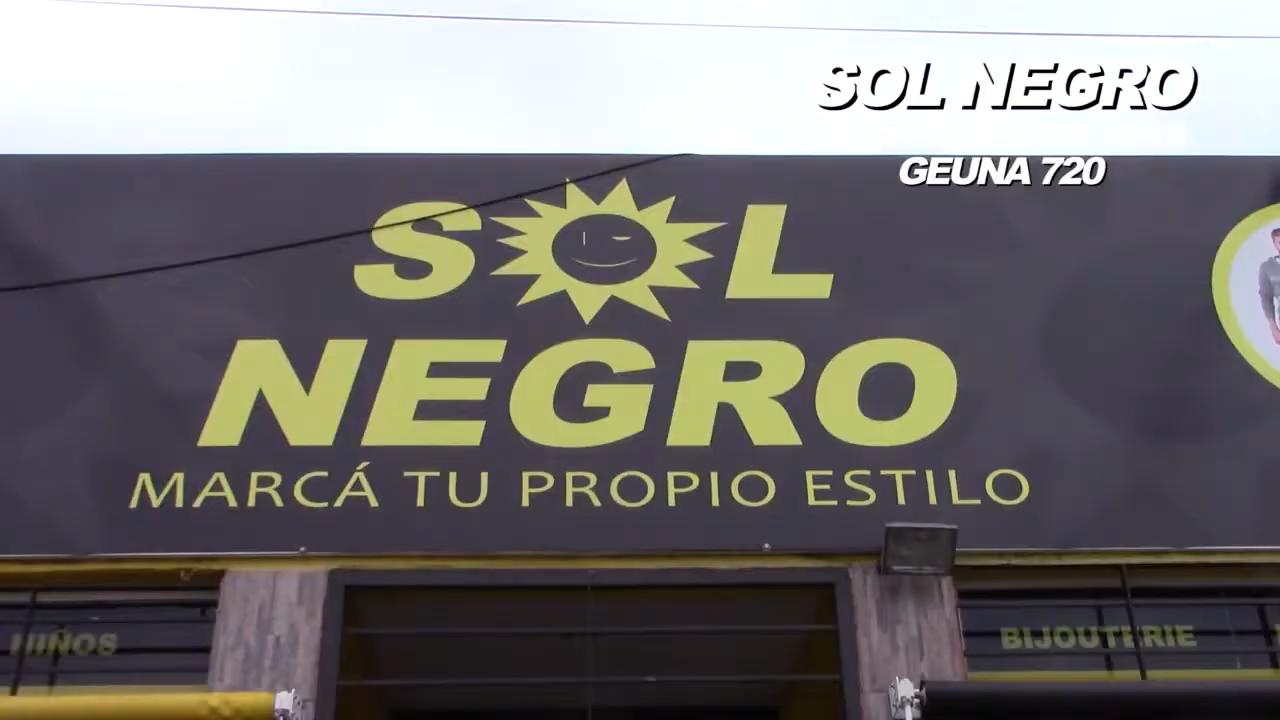 SOL NEGRO
GEUNA 720
SOL
NEGRO
MARCÁ TU PROPIO ESTILO
NIÑOS
BIJOUTERIE